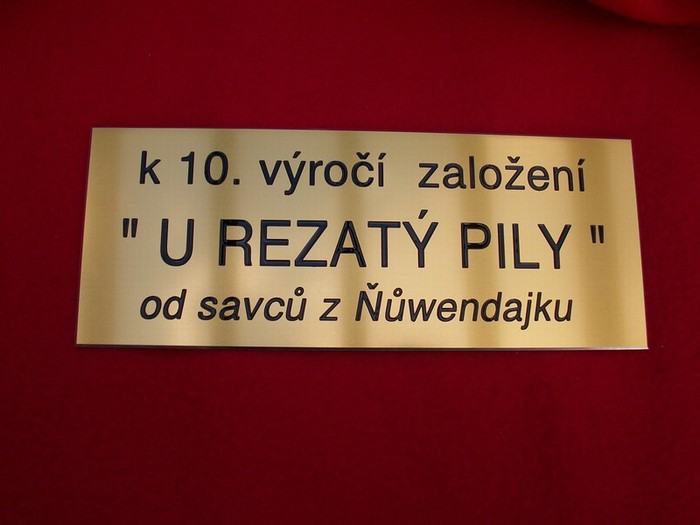 k 10. výročí založení
" U REZATÝ PILY "
od savců z Ňůwendajku